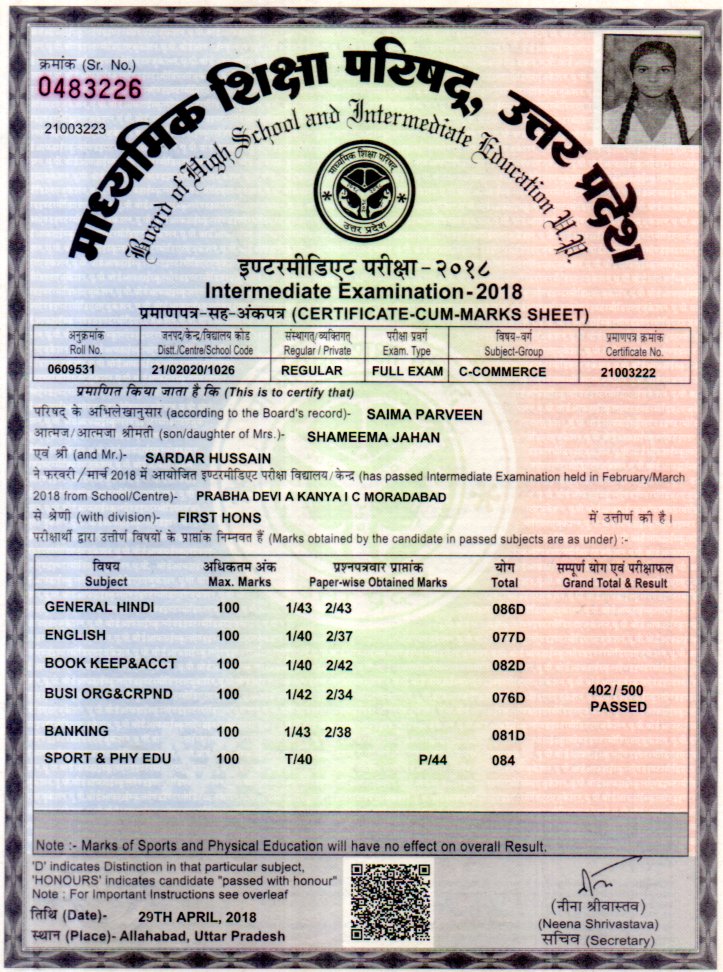 क्रमांक (Sr. No.)
0483226
21003223
माध्यमिक शिक्षा परिषद्, उत्तर प्रदेश
Board of High School and Intermediate Education U.P.
माध्यमिक शिक्षा परिषद
उत्तर प्रदेश
इण्टरमीडिएट परीक्षा-२०१८
Intermediate Examination-2018
प्रमाणपत्र-सह-अंकपत्र (CERTIFICATE-CUM-MARKS SHEET)
अनुक्रमांक जनपद/केन्द्र/विद्यालय कोड संस्थागत/व्यक्तिगत् परीक्षा प्रवर्ग विषय-वर्ग प्रमाणपत्र क्रमांक
Roll No. Distt./Centre/School Code Regular / Private Exam. Type Subject-Group Certificate No.
0609531 21/02020/1026 REGULAR FULL EXAM C-COMMERCE 21003222
प्रमाणित किया जाता है कि (This is to certify that)
परिषद् के अभिलेखानुसार (according to the Board's record)- SAIMA PARVEEN
आत्मज/आत्मजा श्रीमती (son/daughter of Mrs.)- SHAMEEMA JAHAN
एवं श्री (and Mr.)- SARDAR HUSSAIN
ने फरवरी/मार्च 2018 में आयोजित इण्टरमीडिएट परीक्षा विद्यालय/केन्द्र (has passed Intermediate Examination held in February/March
2018 from School/Centre)- PRABHA DEVI A KANYA I C MORADABAD
से श्रेणी (with division)- FIRST HONS में उत्तीर्ण की है।
परीक्षार्थी द्वारा उत्तीर्ण विषयों के प्राप्तांक निम्नवत हैं (Marks obtained by the candidate in passed subjects are as under) :-
विषय अधिकतम अंक प्रश्नपत्रवार प्राप्तांक योग सम्पूर्ण योग एवं परीक्षाफल
Subject Max. Marks Paper-wise Obtained Marks Total Grand Total & Result
GENERAL HINDI 100 1/43 2/43 086D
ENGLISH 100 1/40 2/37 077D
BOOK KEEP&ACCT 100 1/40 2/42 082D
BUSI ORG&CRPND 100 1/42 2/34 076D 402/ 500
PASSED
BANKING 100 1/43 2/38 081D
SPORT & PHY EDU 100 T/40 P/44 084
Note :- Marks of Sports and Physical Education will have no effect on overall Result.
'D' indicates Distinction in that particular subject,
'HONOURS' indicates candidate "passed with honour"
Note : For Important Instructions see overleaf
तिथि (Date)- 29TH APRIL, 2018
स्थान (Place)- Allahabad, Uttar Pradesh
(नीना श्रीवास्तव)
(Neena Shrivastava)
सचिव (Secretary)